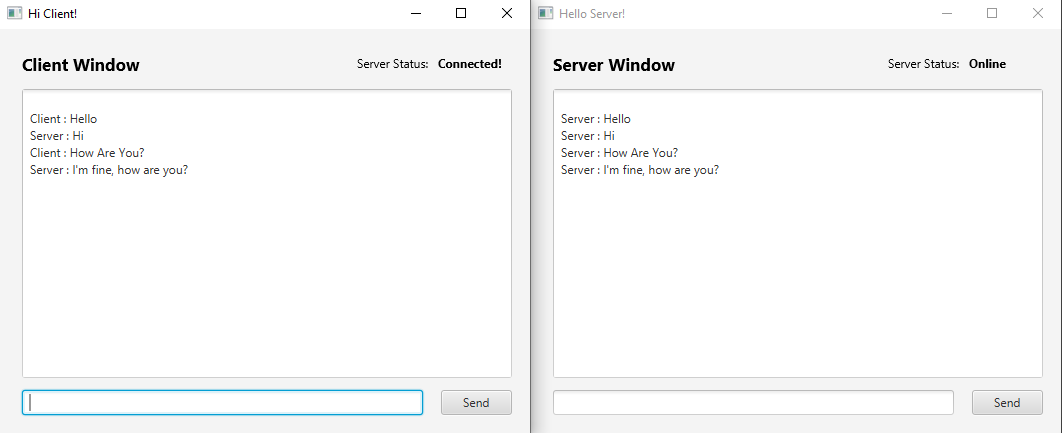 Hi Client!
Client Window
Server Status: Connected!
Client : Hello
Server : Hi
Client : How Are You?
Server : I'm fine, how are you?
Send
Hello Server!
Server Window
Server Status: Online
Server : Hello
Server : Hi
Server : How Are You?
Server : I'm fine, how are you?
Send